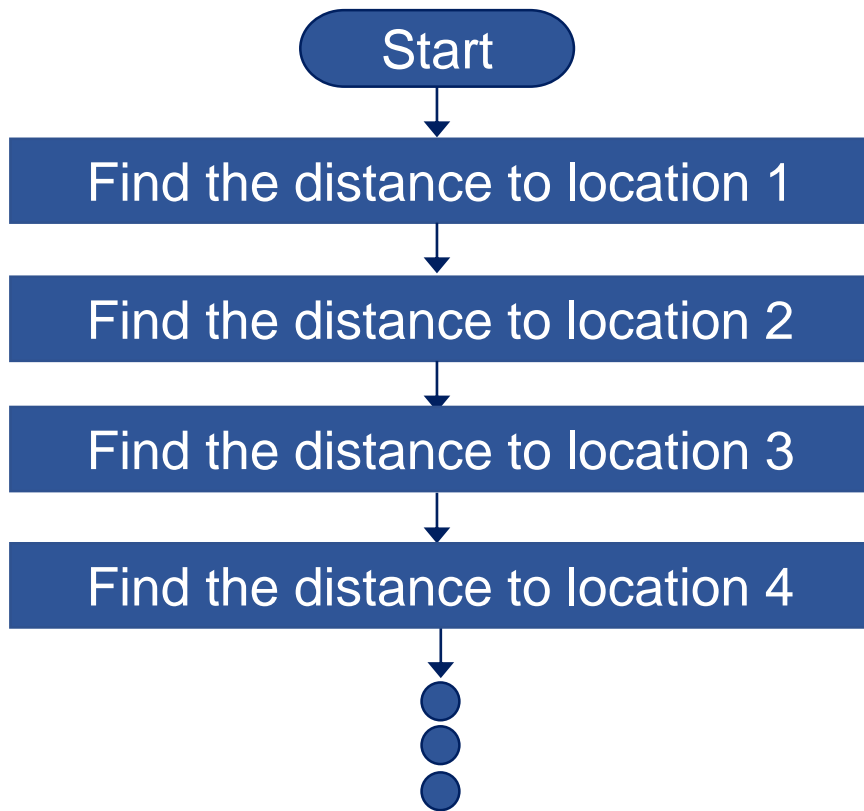 Start
Find the distance to location 1
Find the distance to location 2
Find the distance to location 3
Find the distance to location 4